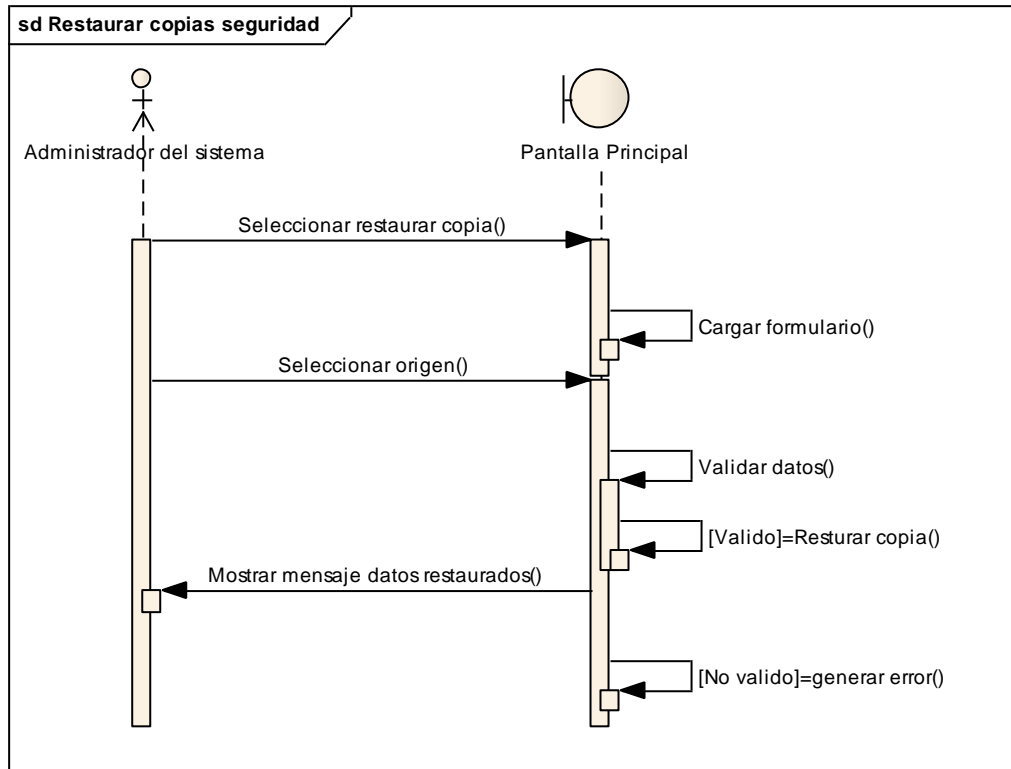 sd Restaurar copias seguridad
Administrador del sistema
Pantalla Principal
Seleccionar restaurar copia()
Cargar formulario()
Seleccionar origen()
Validar datos()
[Valido]=Resturar copia()
Mostrar mensaje datos restaurados()
[No valido]=generar error()